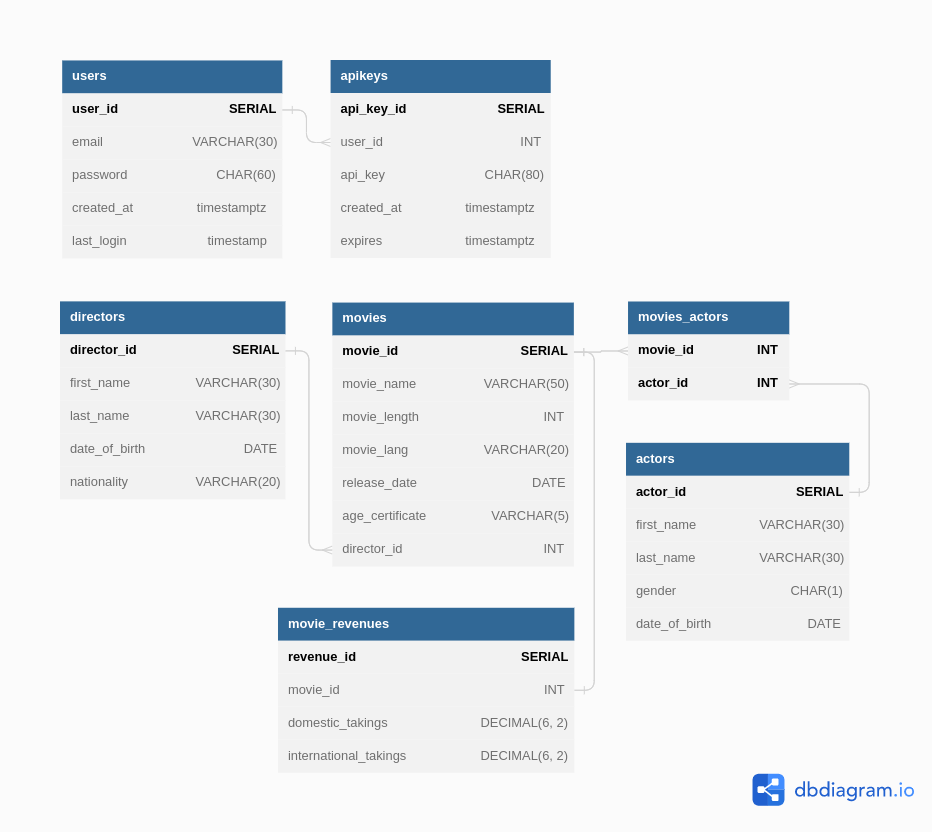 users
user_id SERIAL
email VARCHAR(30)
password CHAR(60)
created_at timestamptz
last_login timestamp
apikeys
api_key_id SERIAL
user_id INT
api_key CHAR(80)
created_at timestamptz
expires timestamptz
directors
director_id SERIAL
first_name VARCHAR(30)
last_name VARCHAR(30)
date_of_birth DATE
nationality VARCHAR(20)
movies
movie_id SERIAL
movie_name VARCHAR(50)
movie_length INT
movie_lang VARCHAR(20)
release_date DATE
age_certificate VARCHAR(5)
director_id INT
movies_actors
movie_id INT
actor_id INT
actors
actor_id SERIAL
first_name VARCHAR(30)
last_name VARCHAR(30)
gender CHAR(1)
date_of_birth DATE
movie_revenues
revenue_id SERIAL
movie_id INT
domestic_takings DECIMAL(6, 2)
international_takings DECIMAL(6, 2)
dbdiagram.io